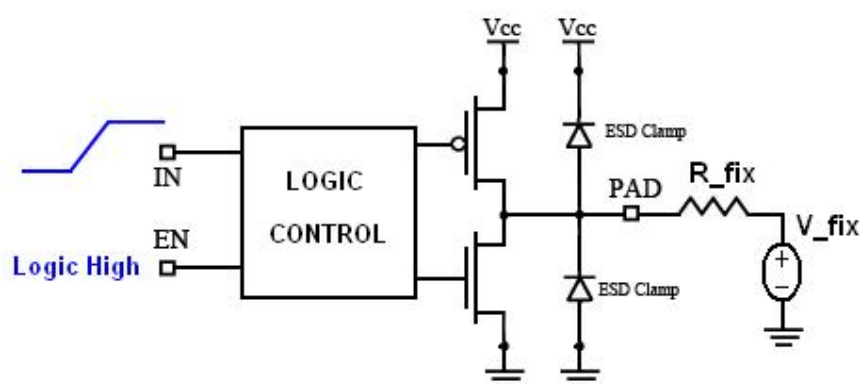 Vcc
Vcc
ESD Clamp
IN
LOGIC
CONTROL
PAD
R_fix
EN
V_fix
Logic High
ESD Clamp
+
−